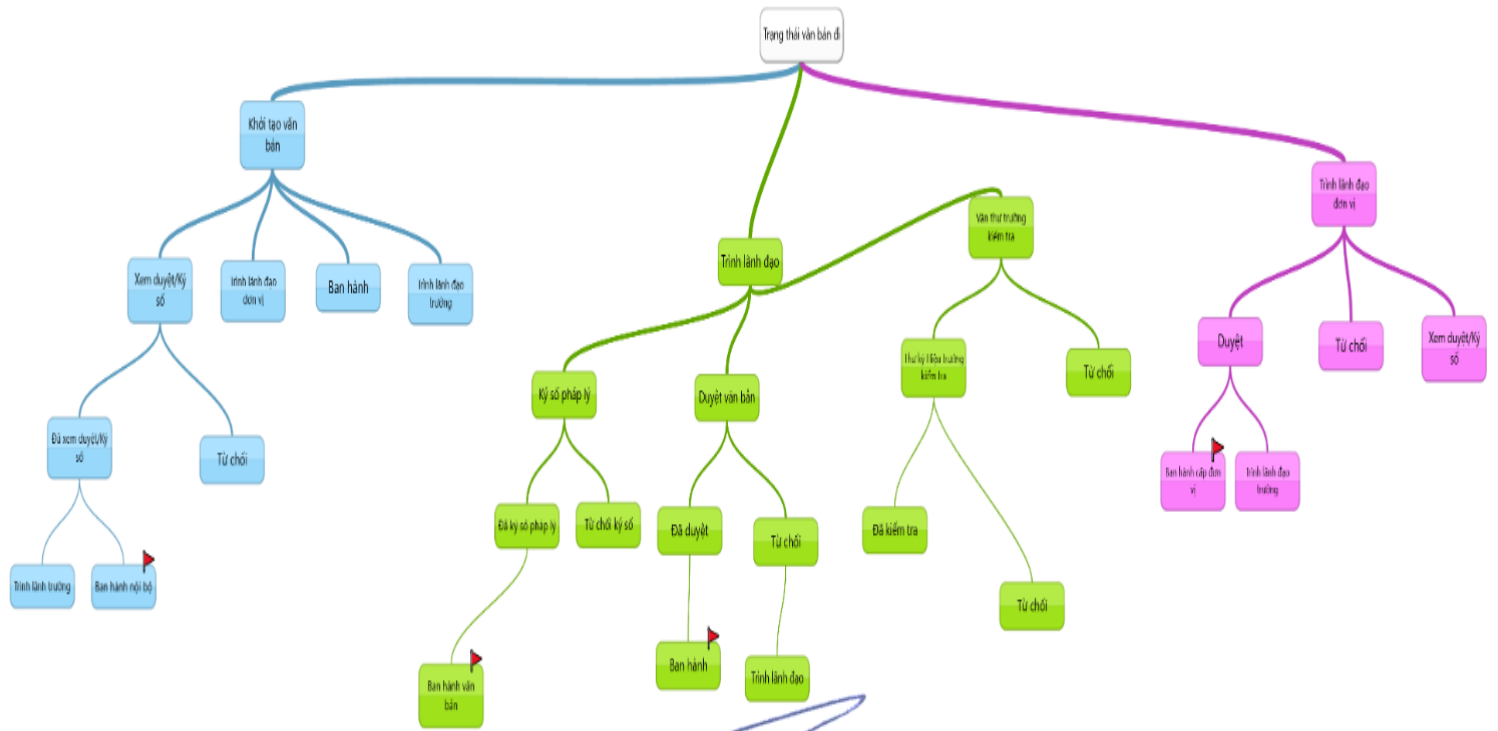 Trạng thái văn bản đi
Khởi tạo văn
bản
Xem duyệt/Ký
số
Trình lãnh đạo
đơn vị
Ban hành
Trình lãnh đạo
trường
Đã xem duyệt/Ký
số
Từ chối
Trình lãnh trường
Ban hành nội bộ
Trình lãnh đạo
Ký số pháp lý
Duyệt văn bản
Đã ký số pháp lý
Từ chối ký số
Đã duyệt
Từ chối
Ban hành văn
bản
Ban hành
Trình lãnh đạo
Văn thư trường
kiểm tra
Thư ký Hiệu trưởng
kiểm tra
Từ chối
Đã kiểm tra
Từ chối
Trình lãnh đạo
đơn vị
Duyệt
Từ chối
Xem duyệt/Ký
số
Ban hành cấp đơn
vị
Trình lãnh đạo
trường